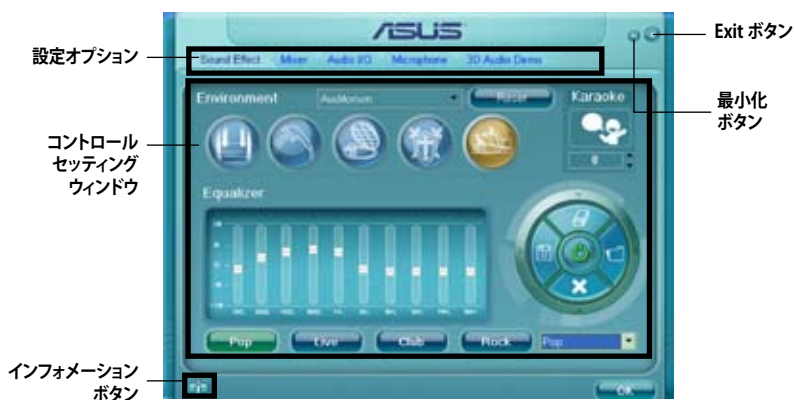 ASUS
Exit ボタン
設定オプション
Sound Effect Mixer Audio I/O Microphone 3D Audio Demo
最小化
ボタン
Environment Auditorium Reset Karaoke
0
コントロール
セッティング
ウィンドウ
Equalizer
Pop Live Club Rock Pop
インフォメーション
ボタン
OK